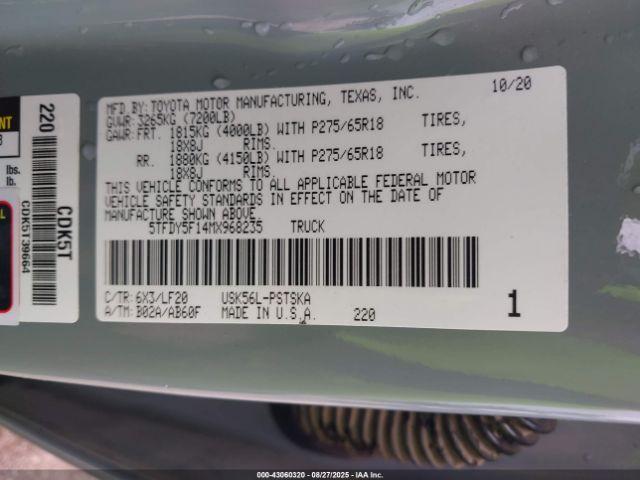 MFD.BY:TOYOTA MOTOR MANUFACTURING, TEXAS, INC. 10/20
GVWR:3265KG (7200LB)
GAWR:FRT. 1815KG (4000LB) WITH P275/65R18 TIRES,
18X8J RIMS.
RR. 1880KG (4150LB) WITH P275/65R18 TIRES,
18X8J RIMS.
THIS VEHICLE CONFORMS TO ALL APPLICABLE FEDERAL MOTOR
VEHICLE SAFETY STANDARDS IN EFFECT ON THE DATE OF
MANUFACTURE SHOWN ABOVE.
5TFDY5F14MX968235 TRUCK
C/TR:6X3/LF20 USK56L-PSTSKA
A/TM:B02A/AB60F MADE IN U.S.A. 220
1
220
CDK5T
CDK5T39664
lbs.
lb.
000-43060320 - 08/27/2025 - IAA Inc.